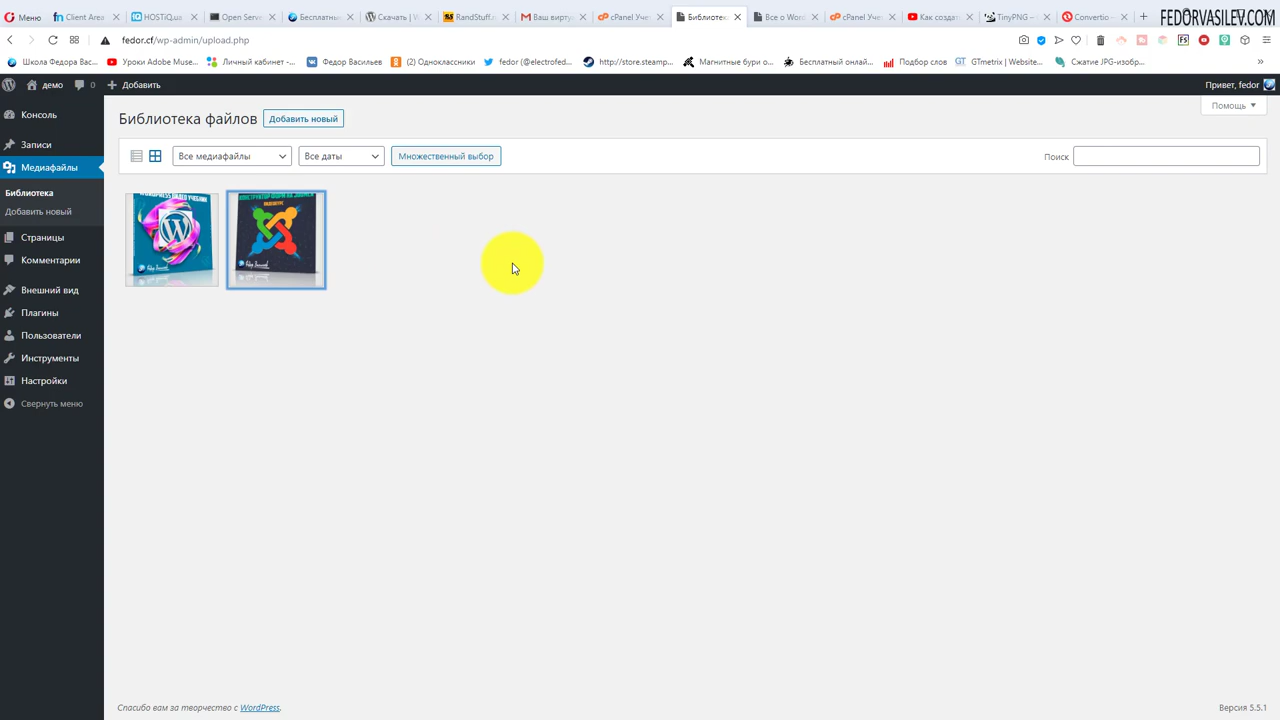 Меню
Client Area
HOSTiQ.ua
Open Serve
Бесплатны
Скачать | W
RandStuff.r
Ваш вирту
cPanel Уче
Библиотек
Все о Word
cPanel Уче
Как создат
TinyPNG –
Convertio –
FEDORVASILEV.COM
fedor.cf/wp-admin/upload.php
Школа Федора Вас...
Уроки Adobe Muse...
Личный кабинет -...
Федор Васильев
(2) Одноклассники
fedor (@electrofed...
http://store.steamp...
Магнитные бури о...
Бесплатный онлай...
Подбор слов
GTmetrix | Website...
Сжатие JPG-изобр...
демо
0
Добавить
Привет, fedor
Консоль
Записи
Медиафайлы
Библиотека
Добавить новый
Страницы
Комментарии
Внешний вид
Плагины
Пользователи
Инструменты
Настройки
Свернуть меню
Библиотека файлов
Добавить новый
Помощь
Все медиафайлы
Все даты
Множественный выбор
Поиск
Спасибо вам за творчество с WordPress.
Версия 5.5.1